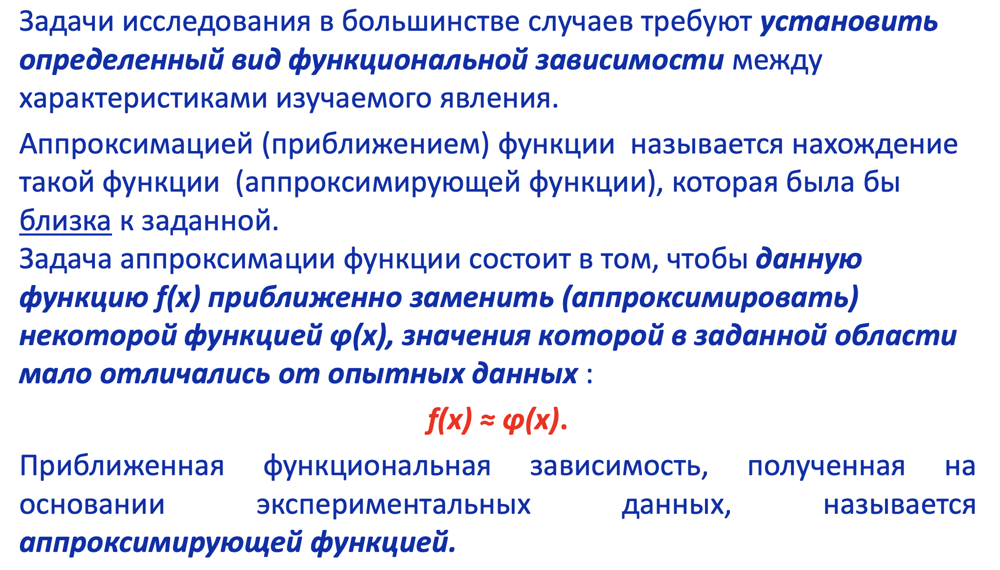 Задачи исследования в большинстве случаев требуют установить
определенный вид функциональной зависимости между
характеристиками изучаемого явления.
Аппроксимацией (приближением) функции называется нахождение
такой функции (аппроксимирующей функции), которая была бы
близка к заданной.
Задача аппроксимации функции состоит в том, чтобы данную
функцию f(x) приближенно заменить (аппроксимировать)
некоторой функцией φ(x), значения которой в заданной области
мало отличались от опытных данных :
f(x) ≈ φ(x).
Приближенная функциональная зависимость, полученная на
основании экспериментальных данных, называется
аппроксимирующей функцией.